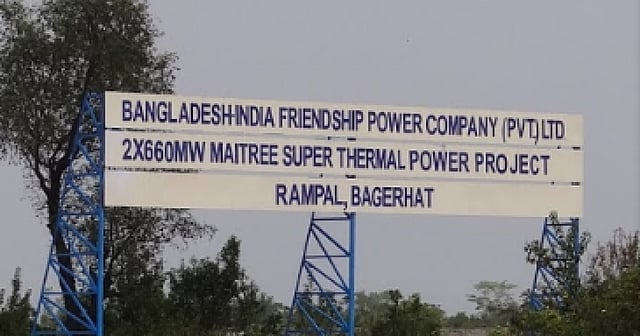 BANGLADESH-INDIA FRIENDSHIP POWER COMPANY (PVT.) LTD
2X660MW MAITREE SUPER THERMAL POWER PROJECT
RAMPAL, BAGERHAT